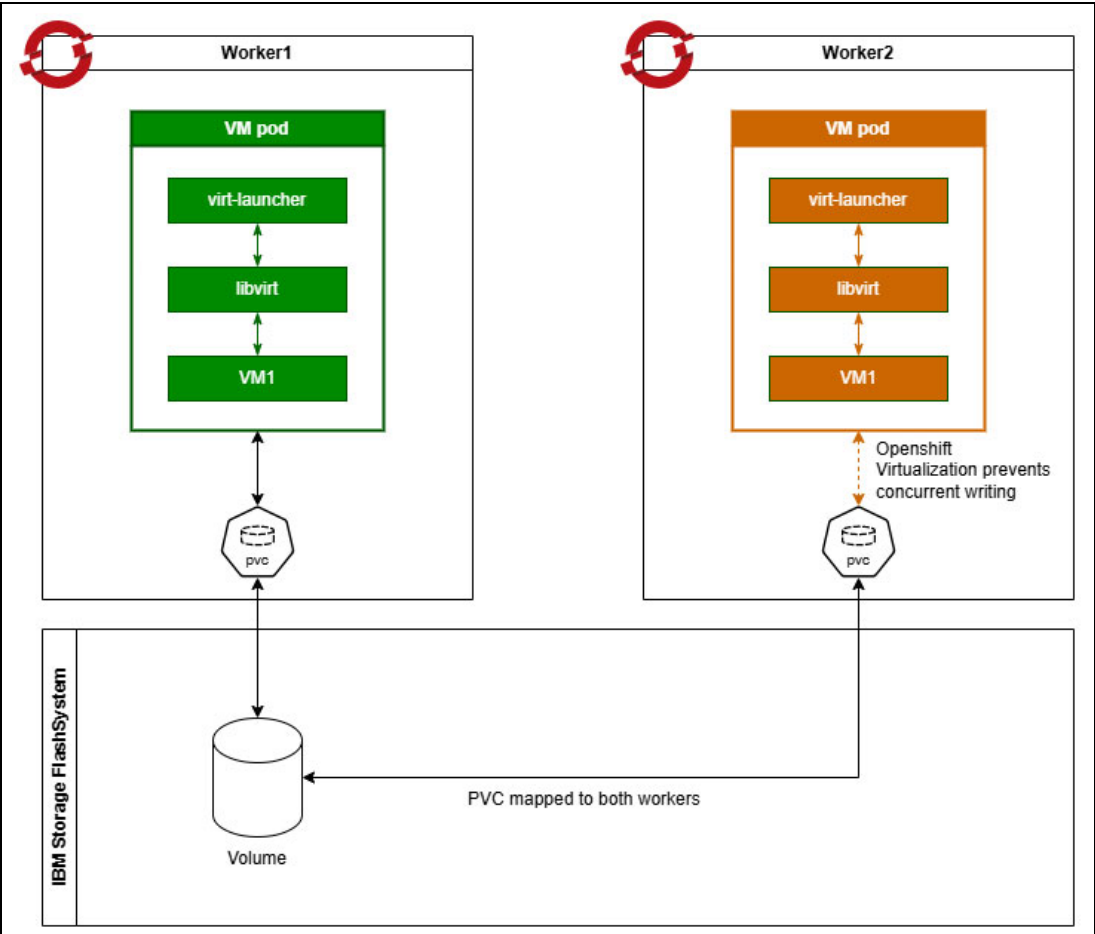 Worker1
VM pod
virt-launcher
libvirt
VM1
pvc
Worker2
VM pod
virt-launcher
libvirt
VM1
Openshift
Virtualization prevents
concurrent writing
pvc
IBM Storage FlashSystem
Volume
PVC mapped to both workers